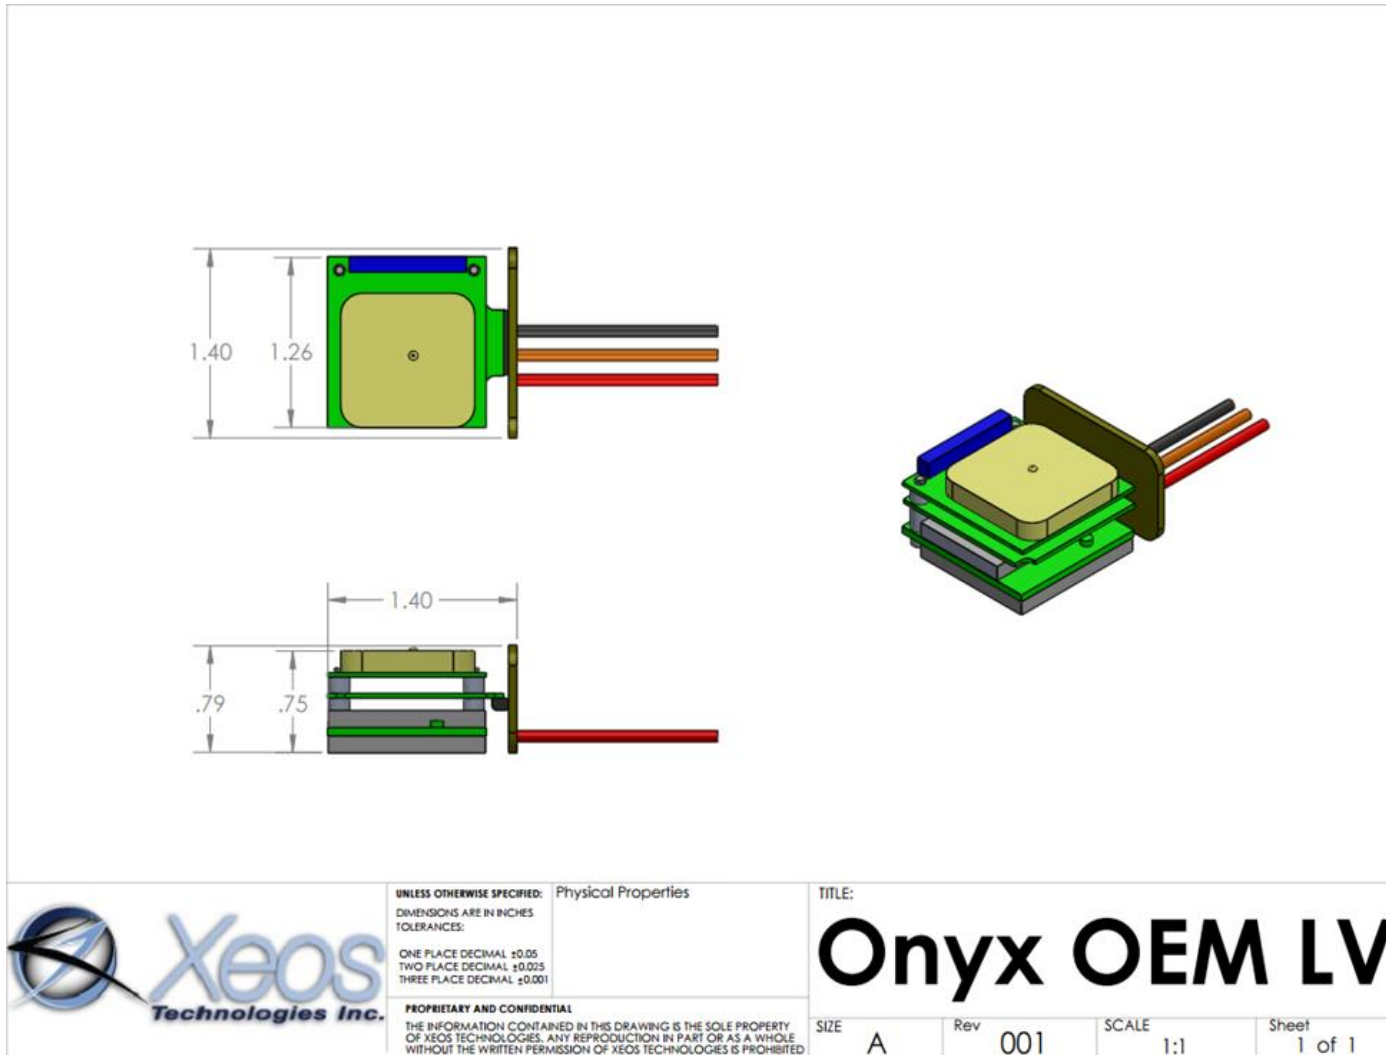 1.40
1.26
1.40
.79
.75
Xeos
Technologies Inc.
UNLESS OTHERWISE SPECIFIED:
DIMENSIONS ARE IN INCHES
TOLERANCES:
ONE PLACE DECIMAL ±0.05
TWO PLACE DECIMAL ±0.025
THREE PLACE DECIMAL ±0.001
PROPRIETARY AND CONFIDENTIAL
THE INFORMATION CONTAINED IN THIS DRAWING IS THE SOLE PROPERTY
OF XEOS TECHNOLOGIES. ANY REPRODUCTION IN PART OR AS A WHOLE
WITHOUT THE WRITTEN PERMISSION OF XEOS TECHNOLOGIES IS PROHIBITED
Physical Properties
TITLE:
Onyx OEM LV
SIZE
A
Rev
001
SCALE
1:1
Sheet
1 of 1